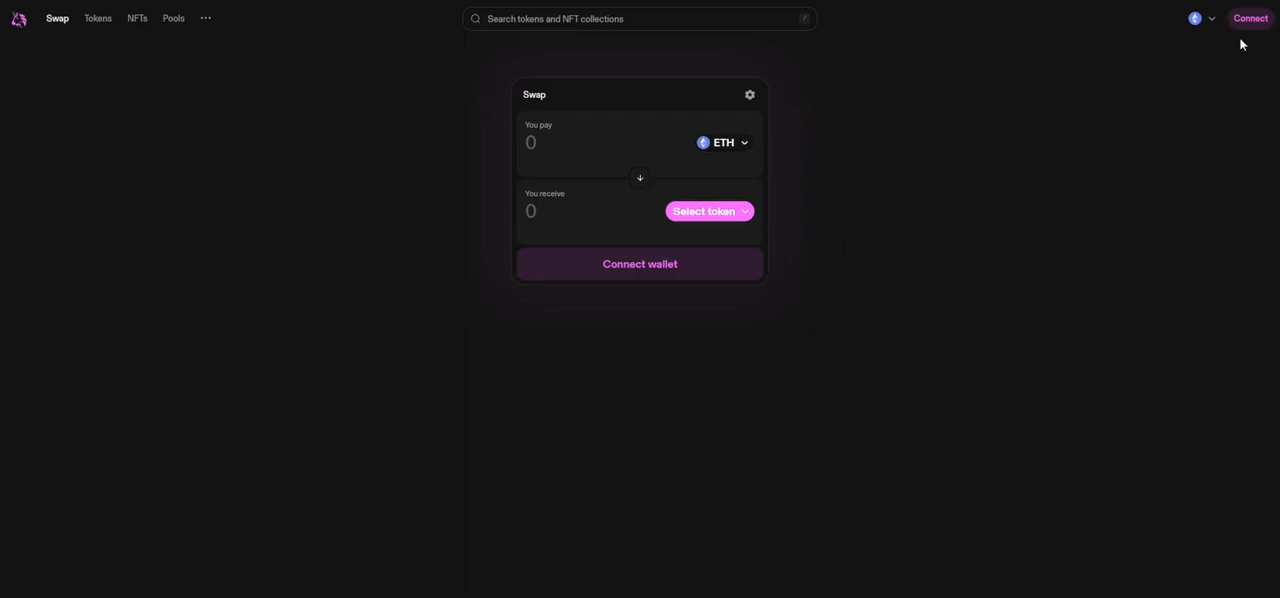 Swap Tokens NFTs Pools ··· Search tokens and NFT collections / Connect
Swap
You pay
0 ETH
You receive
0 Select token
Connect wallet